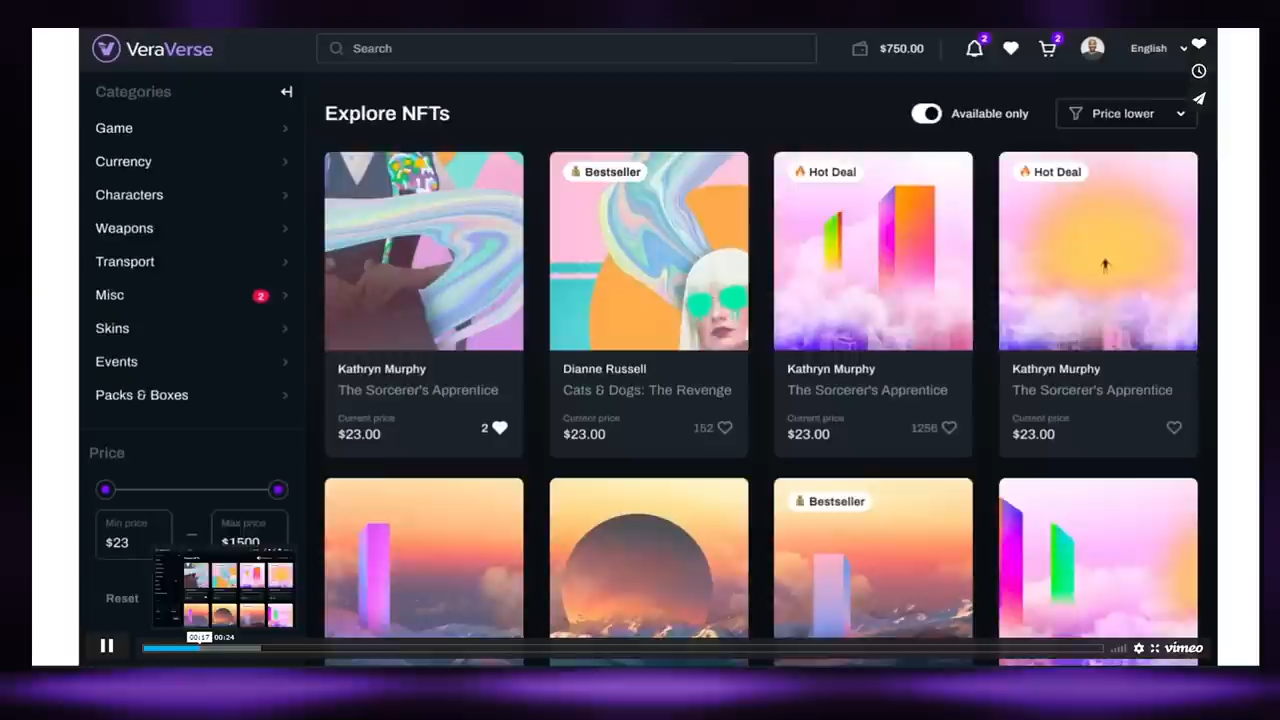 VeraVerse
Search
$750.00
2
2
English
Categories
Game
Currency
Characters
Weapons
Transport
Misc
2
Skins
Events
Packs & Boxes
Price
Min price
$23
Max price
$1500
Reset
Explore NFTs
Available only
Price lower
Kathryn Murphy
The Sorcerer's Apprentice
Current price
$23.00
2
Bestseller
Dianne Russell
Cats & Dogs: The Revenge
Current price
$23.00
152
Hot Deal
Kathryn Murphy
The Sorcerer's Apprentice
Current price
$23.00
1256
Hot Deal
Kathryn Murphy
The Sorcerer's Apprentice
Current price
$23.00
Bestseller
00:17
00:24
vimeo